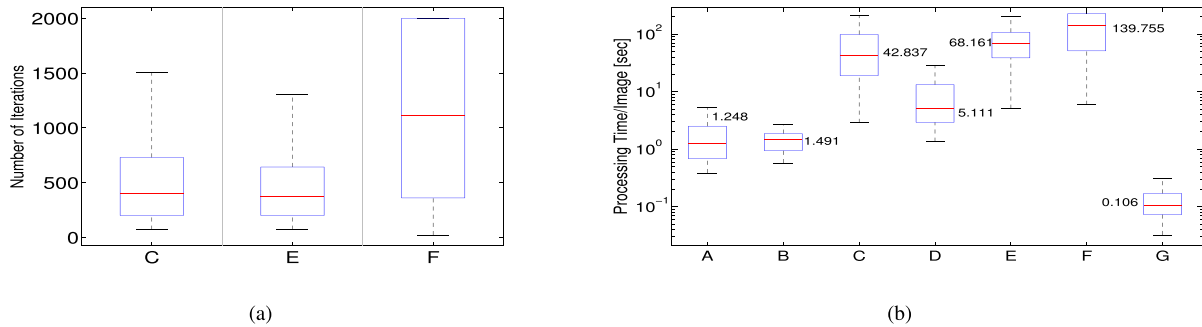 Number of Iterations
2000
1500
1000
500
0
C E F
(a)
Processing Time/Image [sec]
10^2
10^1
10^0
10^-1
1.248
1.491
42.837
5.111
68.161
139.755
0.106
A B C D E F G
(b)